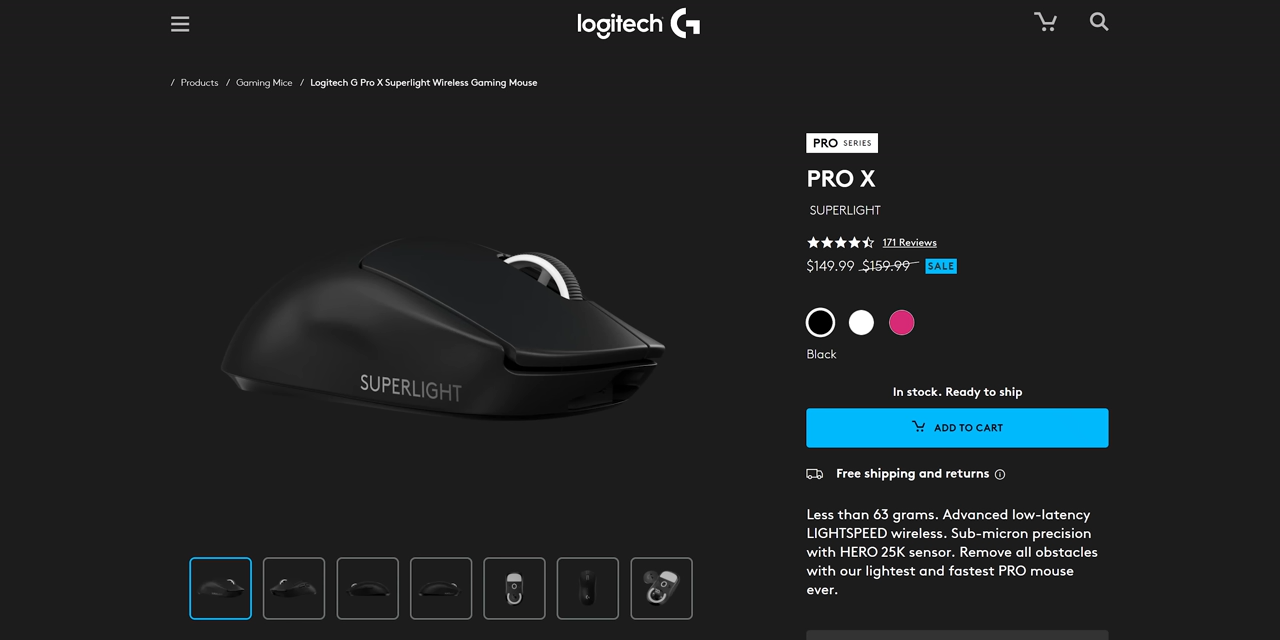 logitech G
/ Products / Gaming Mice / Logitech G Pro X Superlight Wireless Gaming Mouse
PRO SERIES
PRO X
SUPERLIGHT
171 Reviews
$149.99 $159.99 SALE
Black
In stock. Ready to ship
ADD TO CART
Free shipping and returns
Less than 63 grams. Advanced low-latency
LIGHTSPEED wireless. Sub-micron precision
with HERO 25K sensor. Remove all obstacles
with our lightest and fastest PRO mouse
ever.
SUPERLIGHT